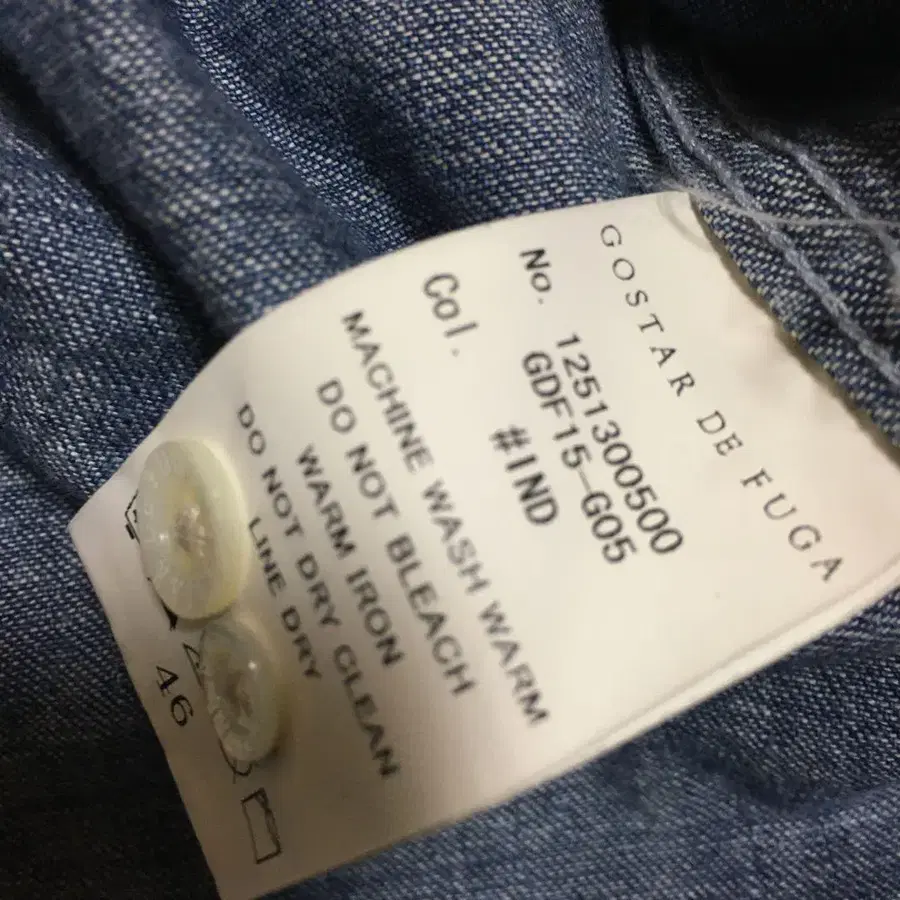 GOSTAR DE FUGA
No. 1251300500
GDF15-G05
Col. #IND
MACHINE WASH WARM
DO NOT BLEACH
WARM IRON
DO NOT DRY CLEAN
LINE DRY
46